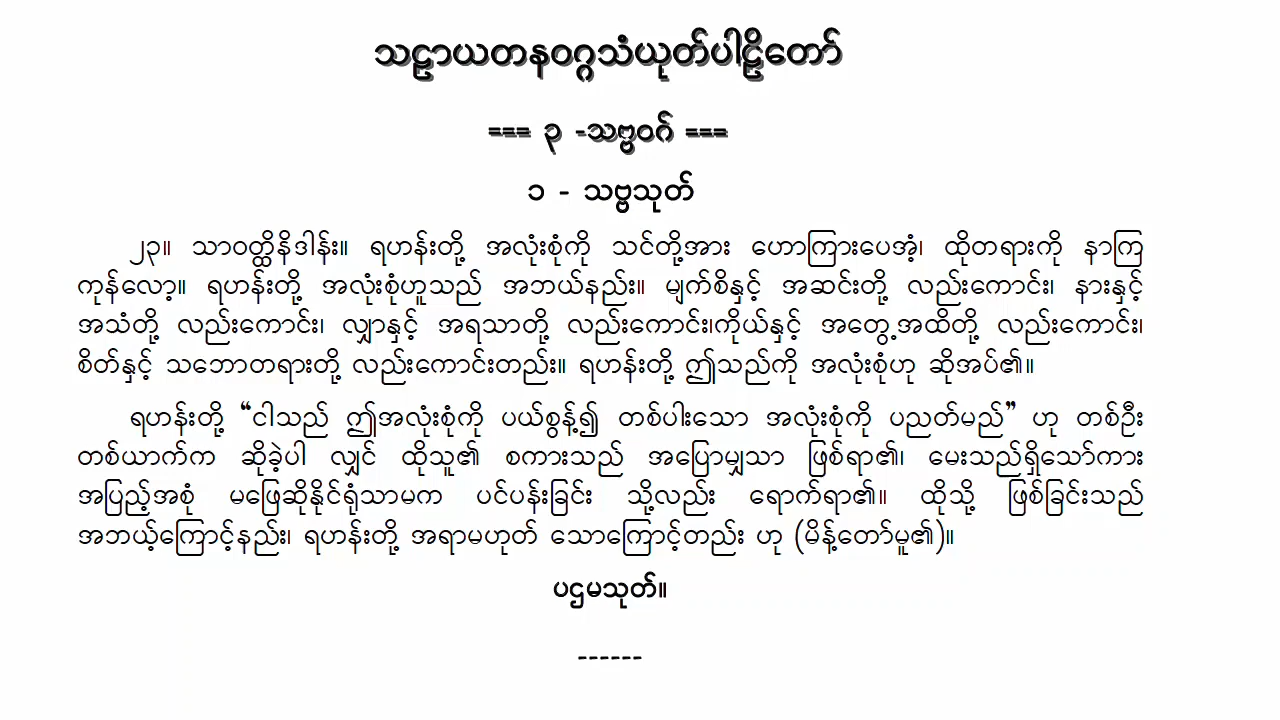 သဠာယတနဝဂ္ဂသံယုတ်ပါဠိတော်
=== ၃ -သဗ္ဗဝဂ် ===
၁ - သဗ္ဗသုတ်
၂၃။ သာဝတ္ထိနိဒါန်း။ ရဟန်းတို့ အလုံးစုံကို သင်တို့အား ဟောကြားပေအံ့၊ ထိုတရားကို နာကြ
ကုန်လော့။ ရဟန်းတို့ အလုံးစုံဟူသည် အဘယ်နည်း။ မျက်စိနှင့် အဆင်းတို့ လည်းကောင်း၊ နားနှင့်
အသံတို့ လည်းကောင်း၊ လျှာနှင့် အရသာတို့ လည်းကောင်း၊ကိုယ်နှင့် အတွေ့အထိတို့ လည်းကောင်း၊
စိတ်နှင့် သဘောတရားတို့ လည်းကောင်းတည်း။ ရဟန်းတို့ ဤသည်ကို အလုံးစုံဟု ဆိုအပ်၏။
ရဟန်းတို့ “ငါသည် ဤအလုံးစုံကို ပယ်စွန့်၍ တစ်ပါးသော အလုံးစုံကို ပညတ်မည်” ဟု တစ်ဦး
တစ်ယာက်က ဆိုခဲ့ပါ လျှင် ထိုသူ၏ စကားသည် အပြောမျှသာ ဖြစ်ရာ၏၊ မေးသည်ရှိသော်ကား
အပြည့်အစုံ မဖြေဆိုနိုင်ရုံသာမက ပင်ပန်းခြင်း သို့လည်း ရောက်ရာ၏။ ထိုသို့ ဖြစ်ခြင်းသည်
အဘယ့်ကြောင့်နည်း၊ ရဟန်းတို့ အရာမဟုတ် သောကြောင့်တည်း ဟု (မိန့်တော်မူ၏)။
ပဌမသုတ်။
------